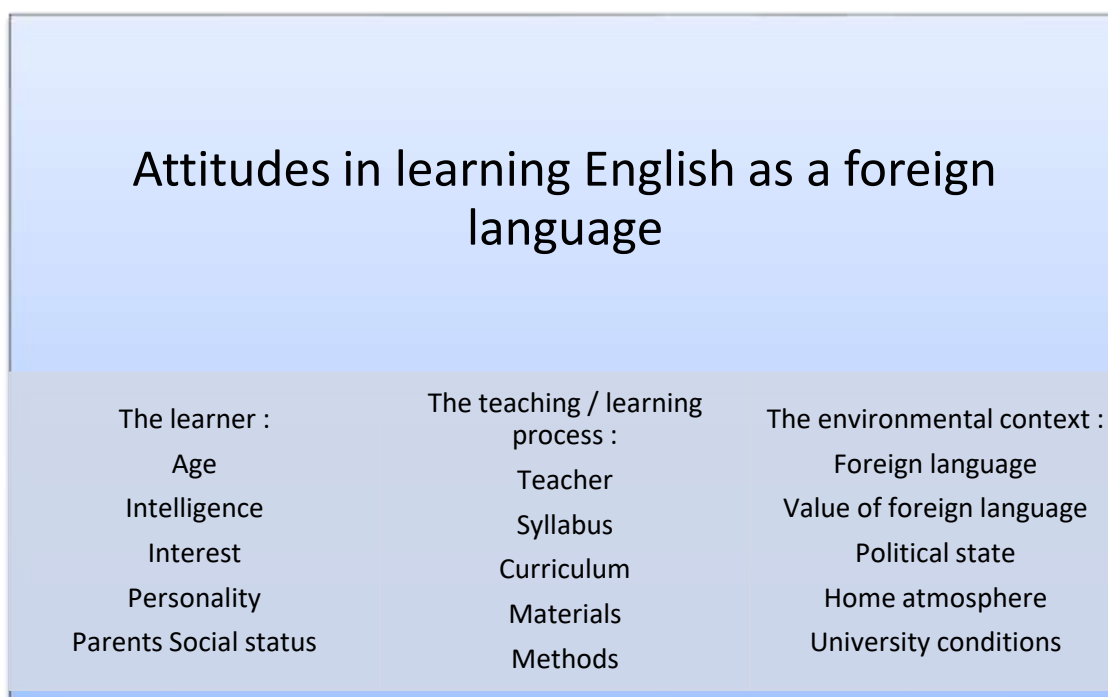 Attitudes in learning English as a foreign
language
The learner :
Age
Intelligence
Interest
Personality
Parents Social status
The teaching / learning
process :
Teacher
Syllabus
Curriculum
Materials
Methods
The environmental context :
Foreign language
Value of foreign language
Political state
Home atmosphere
University conditions